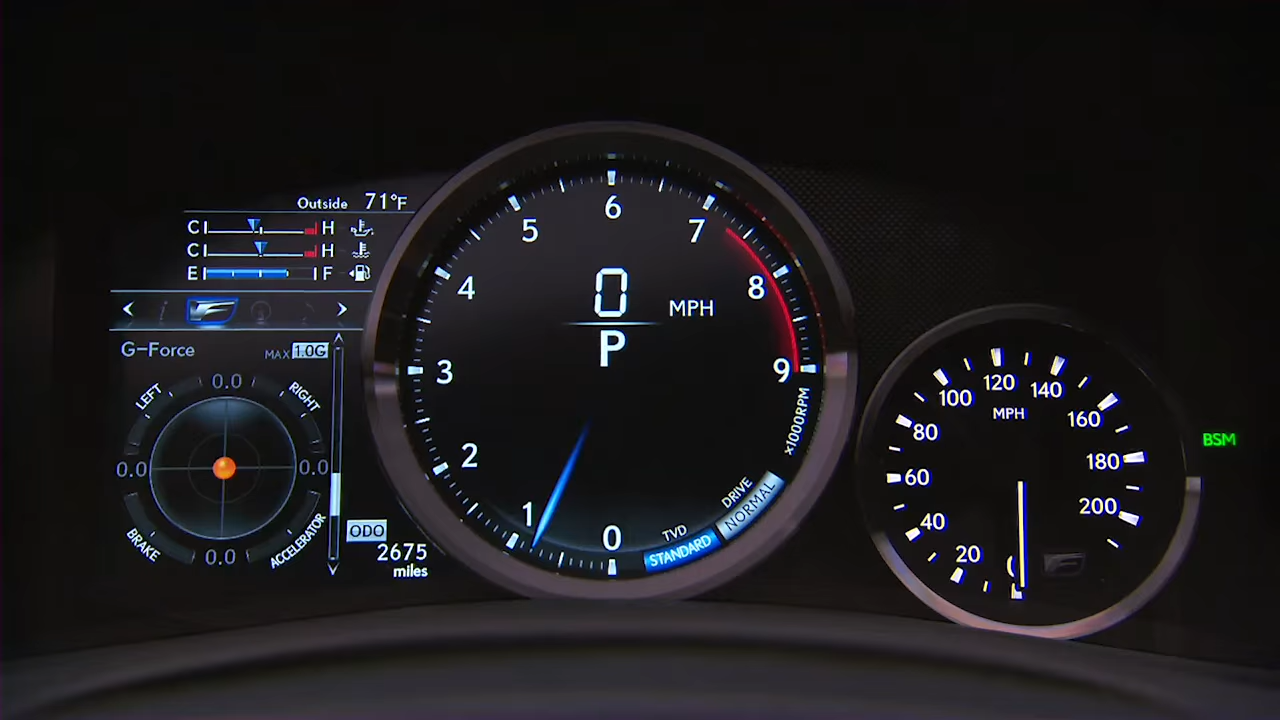 Outside 71°F
C H
C H
E F
G-Force
MAX 1.0G
LEFT 0.0 RIGHT
0.0 0.0
BRAKE 0.0 ACCELERATOR
ODO
2675
miles
0 MPH
P
0
1
2
3
4
5
6
7
8
9
x1000RPM
DRIVE
NORMAL
TVD
STANDARD
20
40
60
80
100
120
140
160
180
200
MPH
BSM